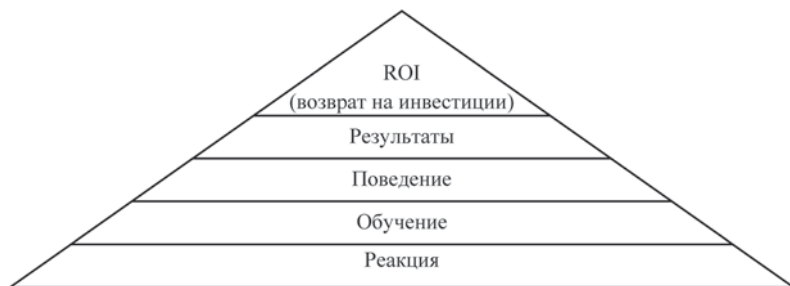 ROI
(возврат на инвестиции)
Результаты
Поведение
Обучение
Реакция